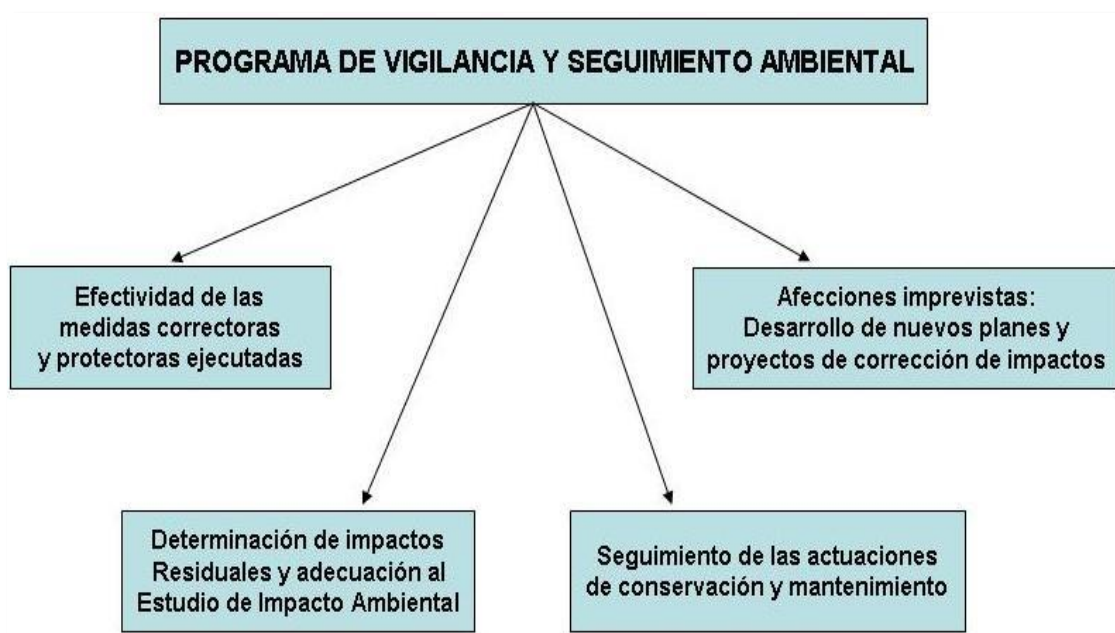 PROGRAMA DE VIGILANCIA Y SEGUIMIENTO AMBIENTAL
Efectividad de las
medidas correctoras
y protectoras ejecutadas
Afecciones imprevistas:
Desarrollo de nuevos planes y
proyectos de corrección de impactos
Determinación de impactos
Residuales y adecuación al
Estudio de Impacto Ambiental
Seguimiento de las actuaciones
de conservación y mantenimiento